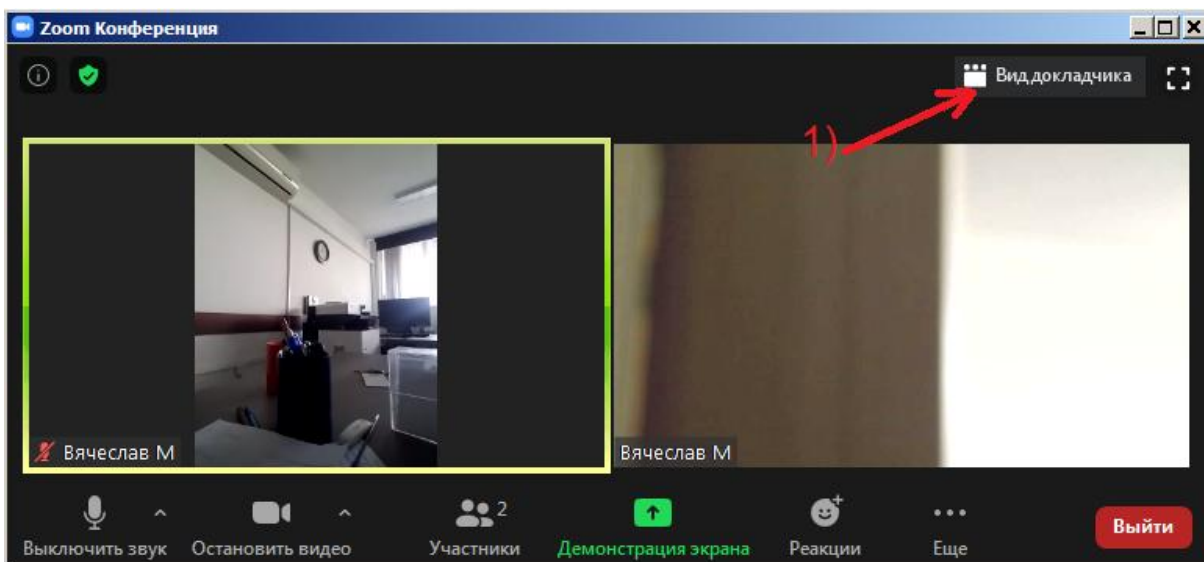 Zoom Конференция
Вид докладчика
1)
Вячеслав М
Вячеслав М
2
Выключить звук
Остановить видео
Участники
Демонстрация экрана
Реакции
Еще
Выйти